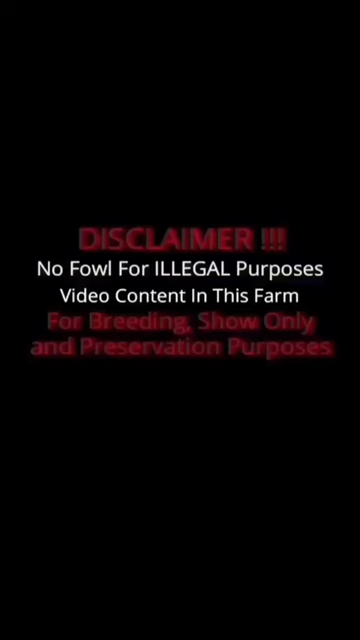 DISCLAIMER !!!
No Fowl For ILLEGAL Purposes
Video Content In This Farm
For Breeding, Show Only
and Preservation Purposes